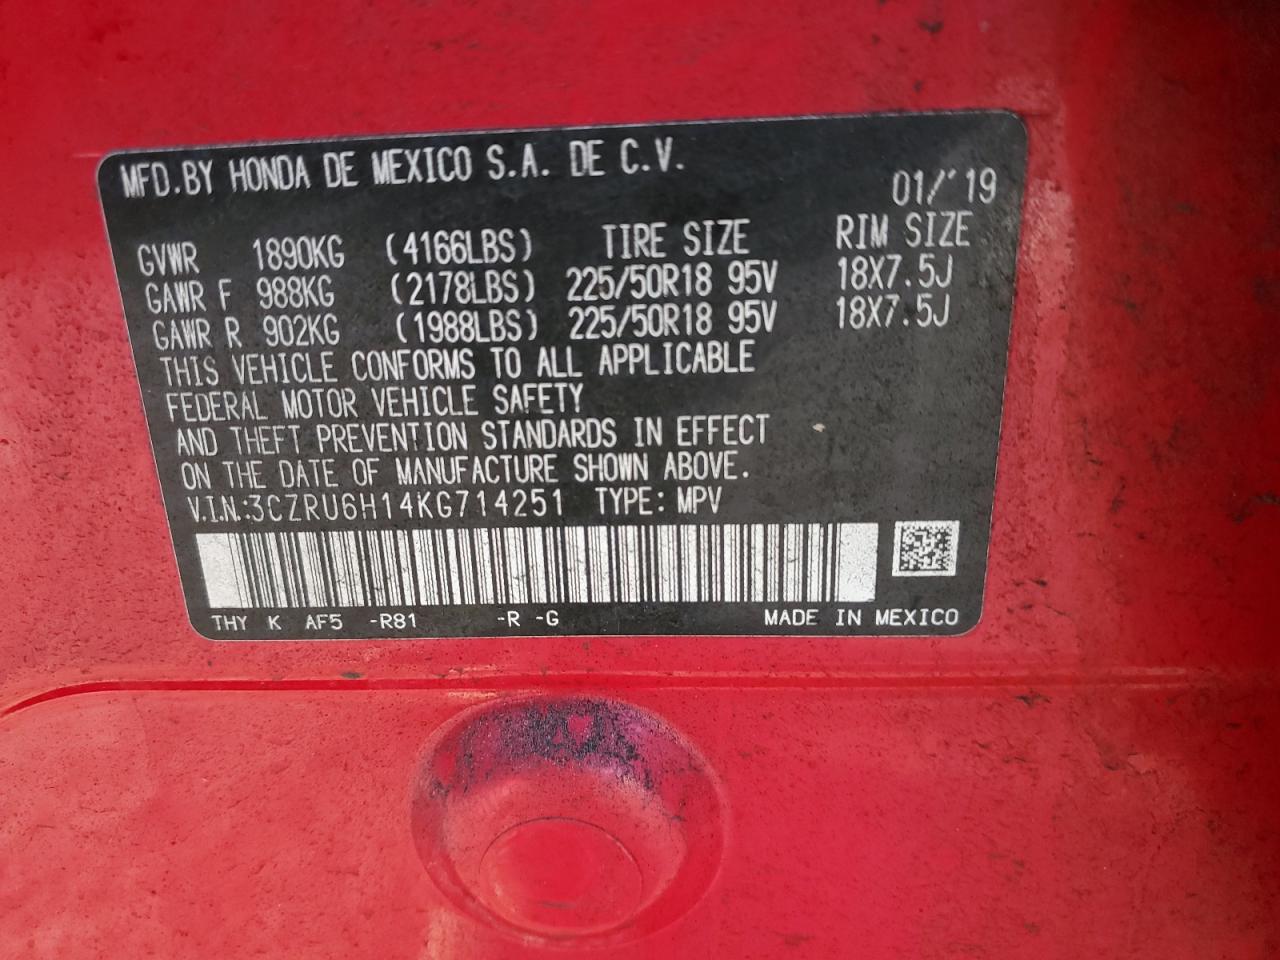 MFD.BY HONDA DE MEXICO S.A. DE C.V.
01/'19
GVWR 1890KG (4166LBS) TIRE SIZE RIM SIZE
GAWR F 988KG (2178LBS) 225/50R18 95V 18X7.5J
GAWR R 902KG (1988LBS) 225/50R18 95V 18X7.5J
THIS VEHICLE CONFORMS TO ALL APPLICABLE
FEDERAL MOTOR VEHICLE SAFETY
AND THEFT PREVENTION STANDARDS IN EFFECT
ON THE DATE OF MANUFACTURE SHOWN ABOVE.
V.I.N.:3CZRU6H14KG714251 TYPE: MPV
THY K AF5 -R81 -R -G MADE IN MEXICO